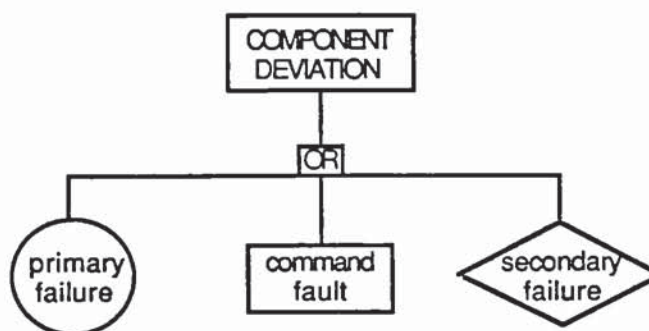 COMPONENT
DEVIATION
OR
primary
failure
command
fault
secondary
failure